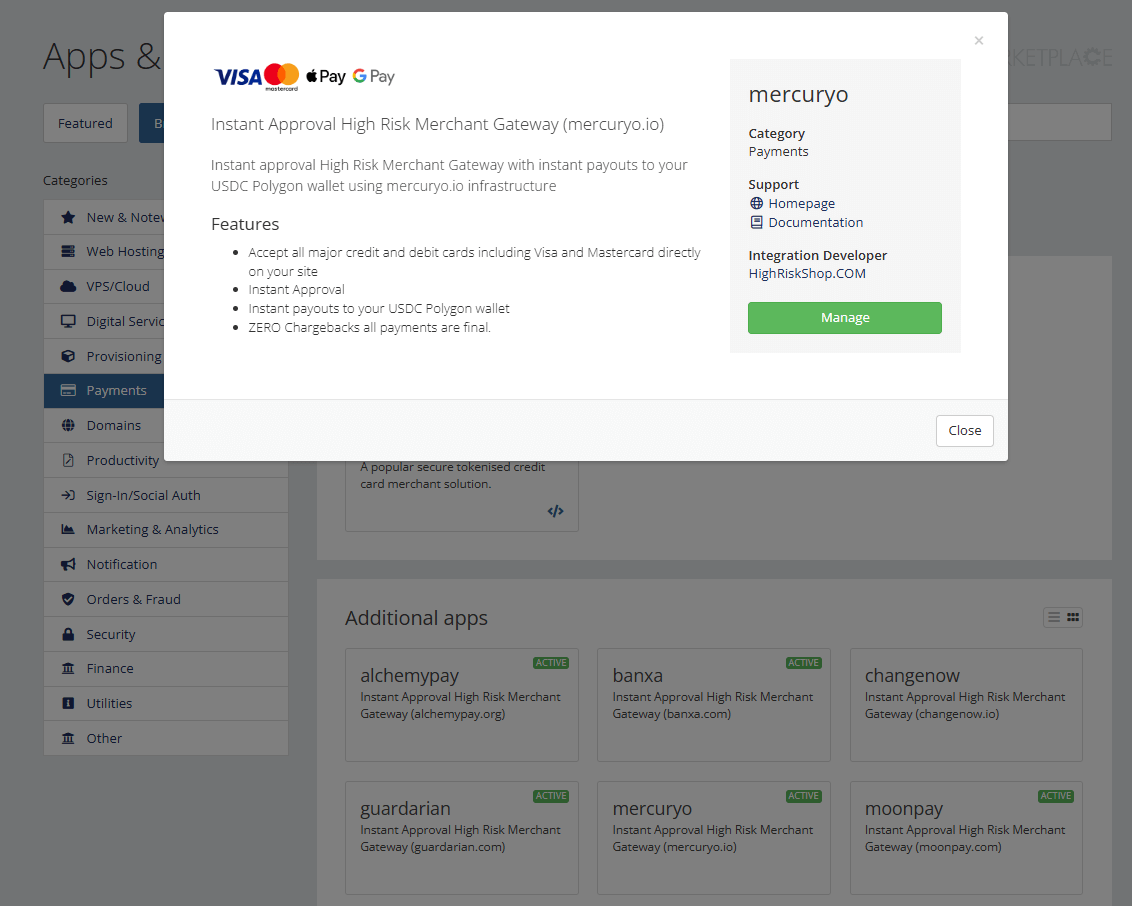 Apps &
RKETPLACE
Featured
B
Categories
New & Notew
Web Hosting
VPS/Cloud
Digital Servic
Provisioning
Payments
Domains
Productivity
Sign-In/Social Auth
Marketing & Analytics
Notification
Orders & Fraud
Security
Finance
Utilities
Other
×
VISA mastercard Pay G Pay
Instant Approval High Risk Merchant Gateway (mercuryo.io)
Instant approval High Risk Merchant Gateway with instant payouts to your
USDC Polygon wallet using mercuryo.io infrastructure
Features
Accept all major credit and debit cards including Visa and Mastercard directly
on your site
Instant Approval
Instant payouts to your USDC Polygon wallet
ZERO Chargebacks all payments are final.
mercuryo
Category
Payments
Support
Homepage
Documentation
Integration Developer
HighRiskShop.COM
Manage
Close
A popular secure tokenised credit
card merchant solution.
Additional apps
ACTIVE
alchemypay
Instant Approval High Risk Merchant
Gateway (alchemypay.org)
ACTIVE
banxa
Instant Approval High Risk Merchant
Gateway (banxa.com)
changenow
Instant Approval High Risk Merchant
Gateway (changenow.io)
ACTIVE
guardarian
Instant Approval High Risk Merchant
Gateway (guardarian.com)
ACTIVE
mercuryo
Instant Approval High Risk Merchant
Gateway (mercuryo.io)
ACTIVE
moonpay
Instant Approval High Risk Merchant
Gateway (moonpay.com)